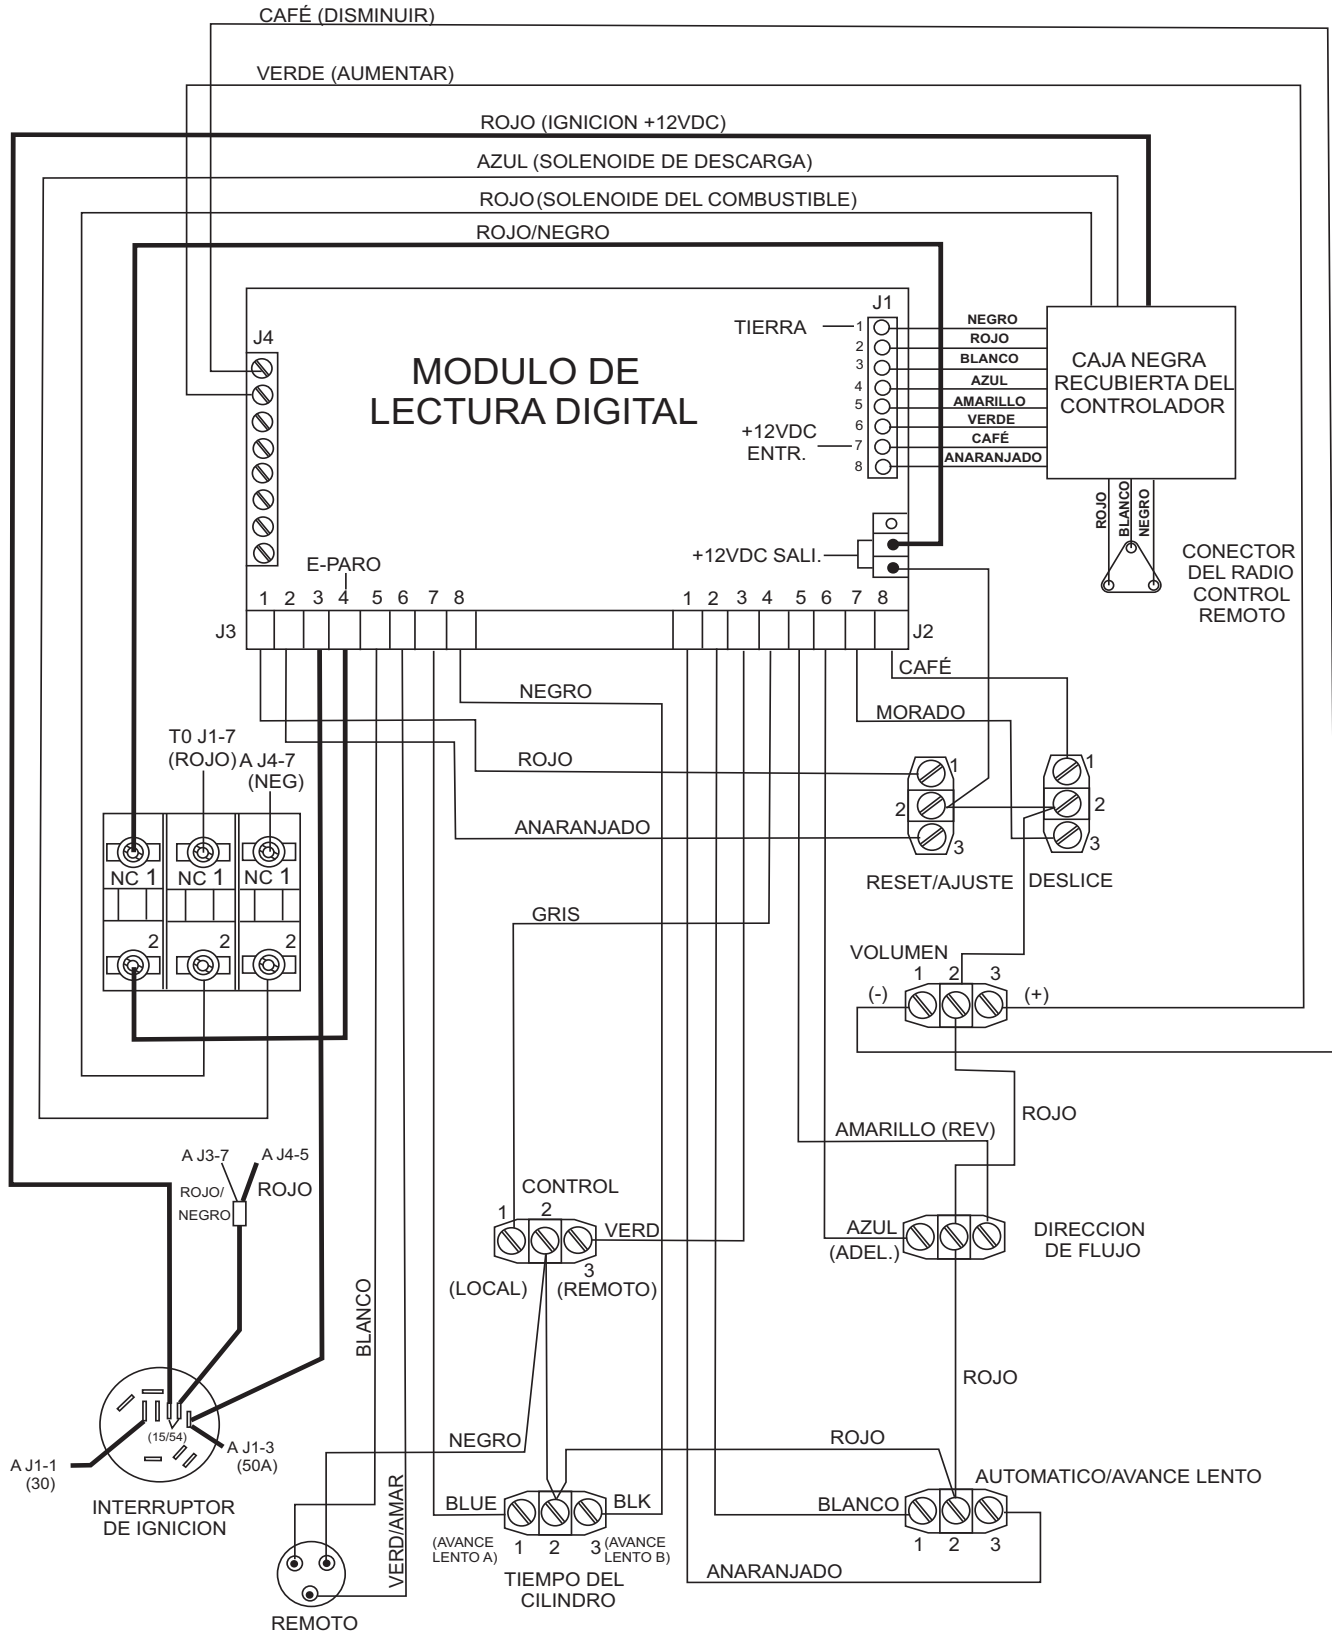 CAFÉ (DISMINUIR)
VERDE (AUMENTAR)
ROJO (IGNICION +12VDC)
AZUL (SOLENOIDE DE DESCARGA)
ROJO (SOLENOIDE DEL COMBUSTIBLE)
ROJO/NEGRO
J4
MODULO DE
LECTURA DIGITAL
J1
TIERRA
1
2
3
4
5
6
7
8
+12VDC
ENTR.
NEGRO
ROJO
BLANCO
AZUL
AMARILLO
VERDE
CAFÉ
ANARANJADO
CAJA NEGRA
RECUBIERTA DEL
CONTROLADOR
ROJO
BLANCO
NEGRO
CONECTOR
DEL RADIO
CONTROL
REMOTO
+12VDC SALI.
E-PARO
J3
1 2 3 4 5 6 7 8
1 2 3 4 5 6 7 8
J2
CAFÉ
NEGRO
MORADO
T0 J1-7
(ROJO)
A J4-7
(NEG)
ROJO
ANARANJADO
1
2
3
1
2
3
RESET/AJUSTE
DESLICE
NC 1
NC 1
NC 1
2
2
2
GRIS
VOLUMEN
1 2 3
(-)
(+)
ROJO
AMARILLO (REV)
A J3-7
A J4-5
ROJO/
NEGRO
ROJO
CONTROL
1 2
3
VERD
(LOCAL)
(REMOTO)
AZUL
(ADEL.)
DIRECCION
DE FLUJO
BLANCO
ROJO
(15/54)
A J1-1
(30)
A J1-3
(50A)
INTERRUPTOR
DE IGNICION
NEGRO
ROJO
AUTOMATICO/AVANCE LENTO
VERD/AMAR
BLUE
BLK
BLANCO
(AVANCE
LENTO A)
1 2 3
(AVANCE
LENTO B)
1 2 3
TIEMPO DEL
CILINDRO
ANARANJADO
REMOTO